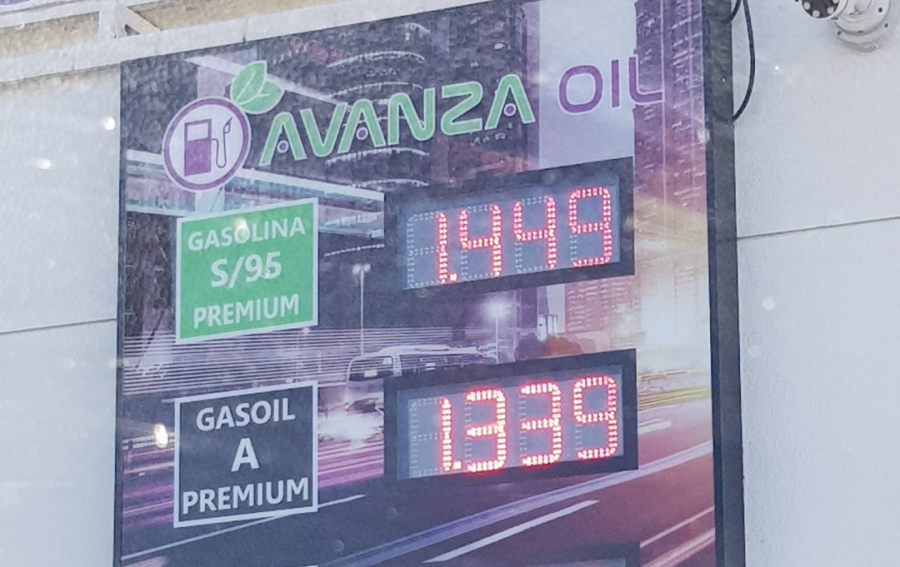 AVANZA OIL
GASOLINA
S/95
PREMIUM
1.449
GASOIL
A
PREMIUM
1.339